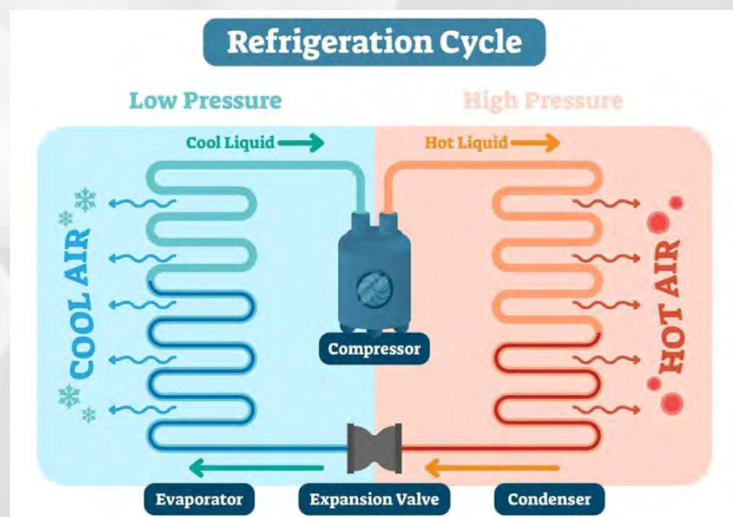 Refrigeration Cycle
Low Pressure
High Pressure
Cool Liquid
Hot Liquid
COOL AIR
HOT AIR
Compressor
Evaporator
Expansion Valve
Condenser